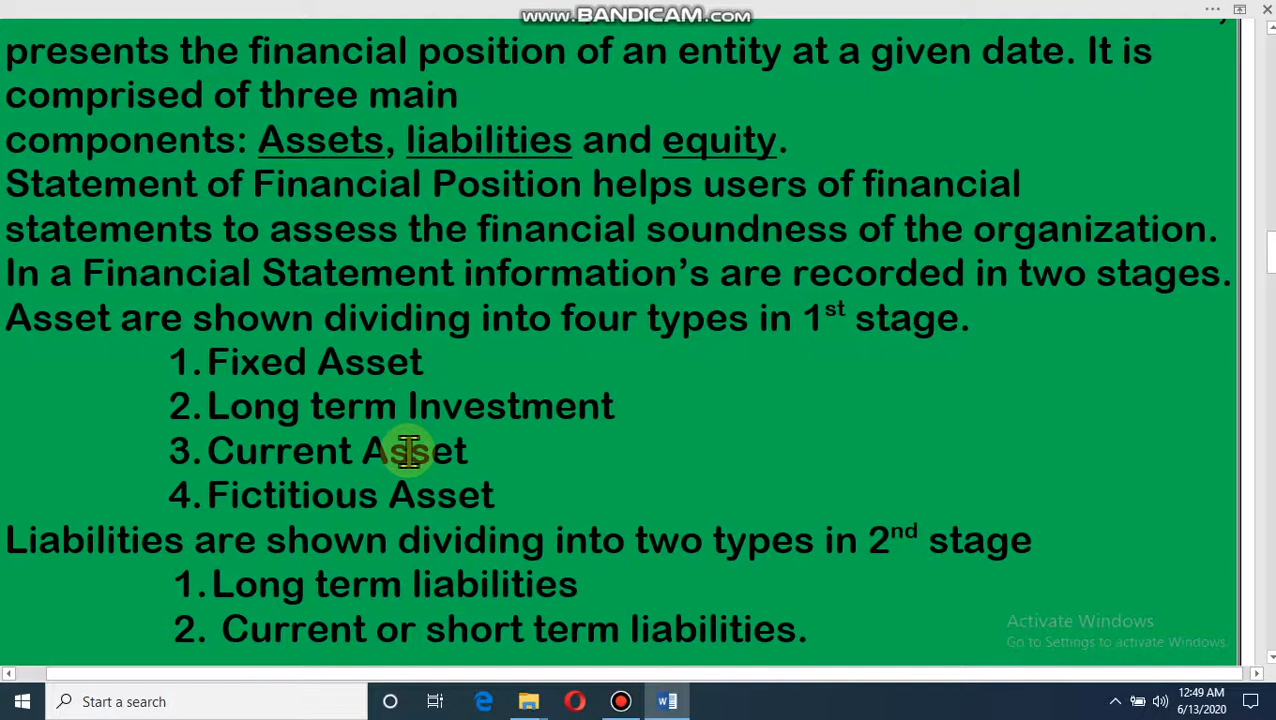 www.BANDICAM.com
presents the financial position of an entity at a given date. It is
comprised of three main
components: Assets, liabilities and equity.
Statement of Financial Position helps users of financial
statements to assess the financial soundness of the organization.
In a Financial Statement information’s are recorded in two stages.
Asset are shown dividing into four types in 1st stage.
1. Fixed Asset
2. Long term Investment
3. Current Asset
4. Fictitious Asset
Liabilities are shown dividing into two types in 2nd stage
1. Long term liabilities
2. Current or short term liabilities.
Activate Windows
Go to Settings to activate Windows.
Start a search
12:49 AM
6/13/2020